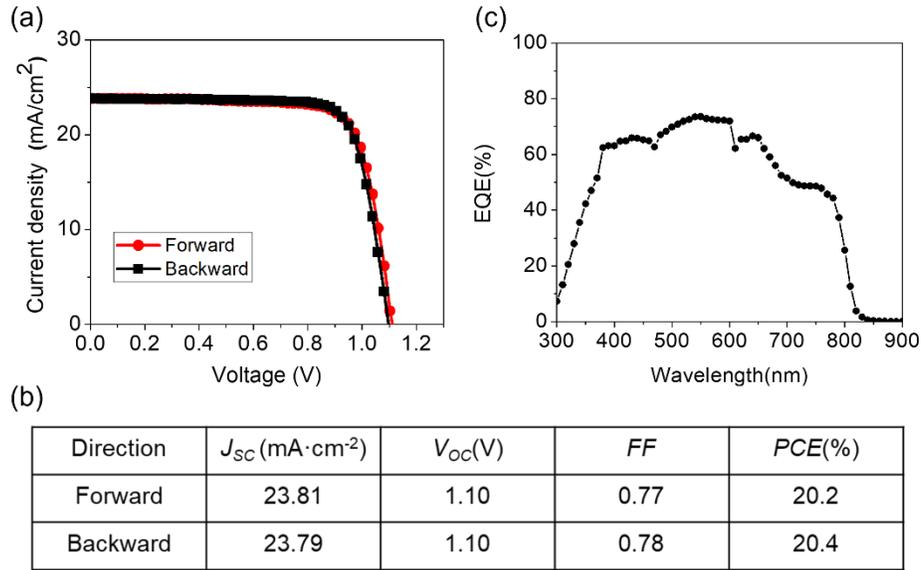 (a)
30
20
10
0
Current density (mA/cm²)
Forward
Backward
0.0 0.2 0.4 0.6 0.8 1.0 1.2
Voltage (V)
(c)
100
80
60
40
20
0
EQE(%)
300 400 500 600 700 800 900
Wavelength(nm)
(b)
Direction J_SC (mA·cm⁻²) V_OC(V) FF PCE(%)
Forward 23.81 1.10 0.77 20.2
Backward 23.79 1.10 0.78 20.4